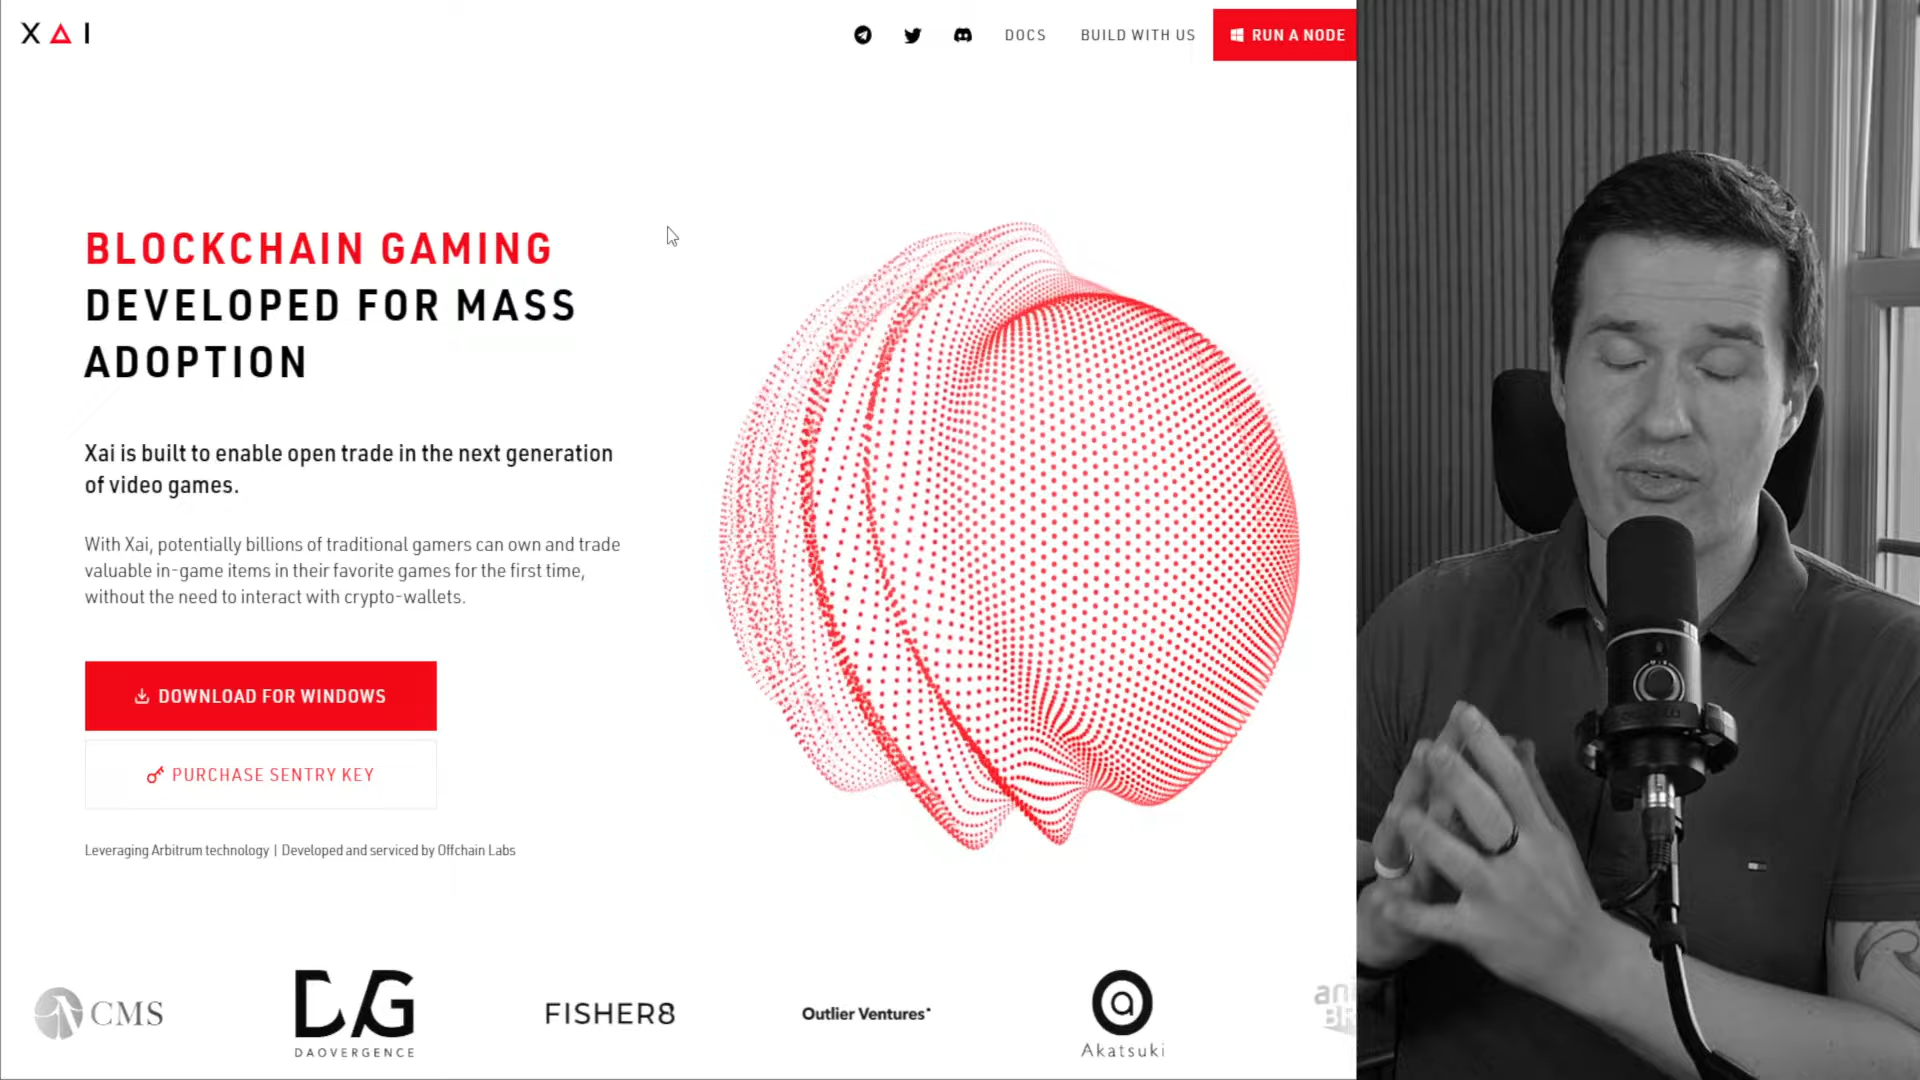 XAI
DOCS
BUILD WITH US
RUN A NODE
BLOCKCHAIN GAMING
DEVELOPED FOR MASS
ADOPTION
Xai is built to enable open trade in the next generation
of video games.
With Xai, potentially billions of traditional gamers can own and trade
valuable in-game items in their favorite games for the first time,
without the need to interact with crypto-wallets.
DOWNLOAD FOR WINDOWS
PURCHASE SENTRY KEY
Leveraging Arbitrum technology | Developed and serviced by Offchain Labs
CMS
DAOVERGENCE
FISHER8
Outlier Ventures
Akatsuki